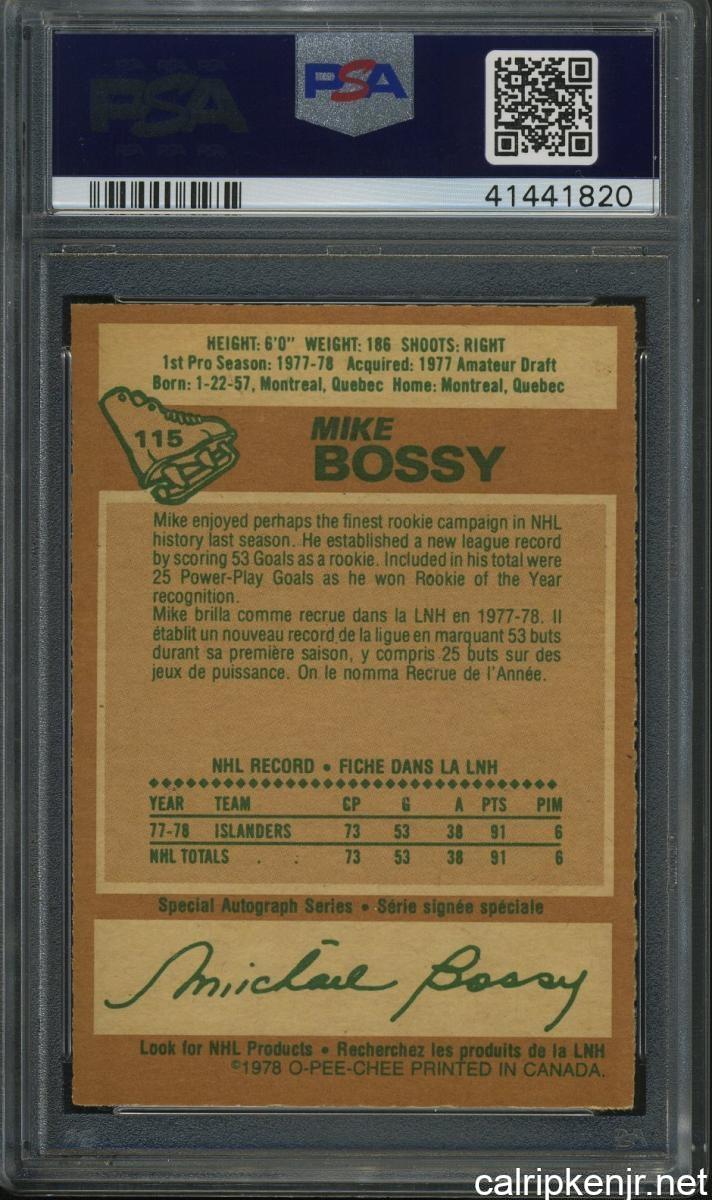 PSA
PSA
41441820
HEIGHT: 6'0" WEIGHT: 186 SHOOTS: RIGHT
1st Pro Season: 1977-78 Acquired: 1977 Amateur Draft
Born: 1-22-57, Montreal, Quebec Home: Montreal, Quebec
115
MIKE
BOSSY
Mike enjoyed perhaps the finest rookie campaign in NHL
history last season. He established a new league record
by scoring 53 Goals as a rookie. Included in his total were
25 Power-Play Goals as he won Rookie of the Year
recognition.
Mike brilla comme recrue dans la LNH en 1977-78. Il
établit un nouveau record de la ligue en marquant 53 buts
durant sa première saison, y compris 25 buts sur des
jeux de puissance. On le nomma Recrue de l'Année.
NHL RECORD • FICHE DANS LA LNH
YEAR TEAM GP G A PTS PIM
77-78 ISLANDERS 73 53 38 91 6
NHL TOTALS . . 73 53 38 91 6
Special Autograph Series • Série signée spéciale
Michael Bossy
Look for NHL Products • Recherchez les produits de la LNH
©1978 O-PEE-CHEE PRINTED IN CANADA.
calripkenjr.net